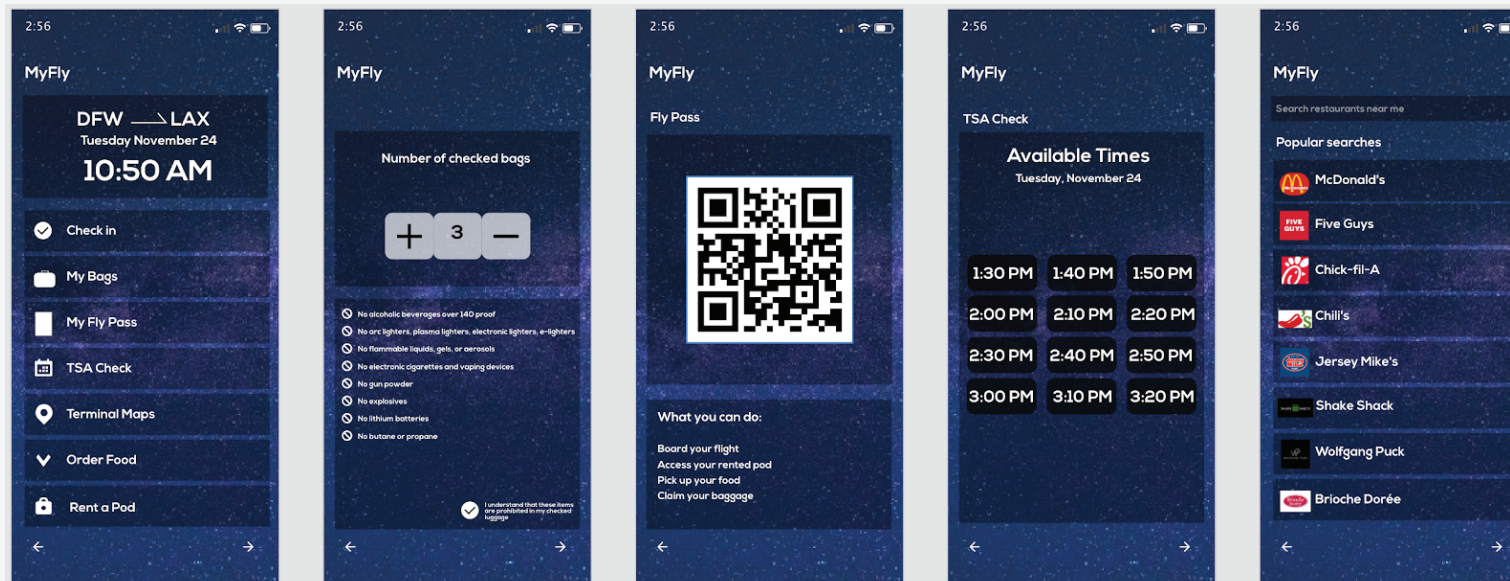 2:56
MyFly
DFW LAX
Tuesday November 24
10:50 AM
Check in
My Bags
My Fly Pass
TSA Check
Terminal Maps
Order Food
Rent a Pod
2:56
MyFly
Number of checked bags
+ 3 −
No alcoholic beverages over 140 proof
No arc lighters, plasma lighters, electronic lighters, e-lighters
No flammable liquids, gels, or aerosols
No electronic cigarettes and vaping devices
No gun powder
No explosives
No lithium batteries
No butane or propane
I understand that these items
are prohibited in my checked
luggage
2:56
MyFly
Fly Pass
What you can do:
Board your flight
Access your rented pod
Pick up your food
Claim your baggage
2:56
MyFly
TSA Check
Available Times
Tuesday, November 24
1:30 PM 1:40 PM 1:50 PM
2:00 PM 2:10 PM 2:20 PM
2:30 PM 2:40 PM 2:50 PM
3:00 PM 3:10 PM 3:20 PM
2:56
MyFly
Search restaurants near me
Popular searches
McDonald's
FIVE
GUYS
Five Guys
Chick-fil-A
Chili's
Jersey Mike's
Shake Shack
WP
Wolfgang Puck
Brioche Dorée